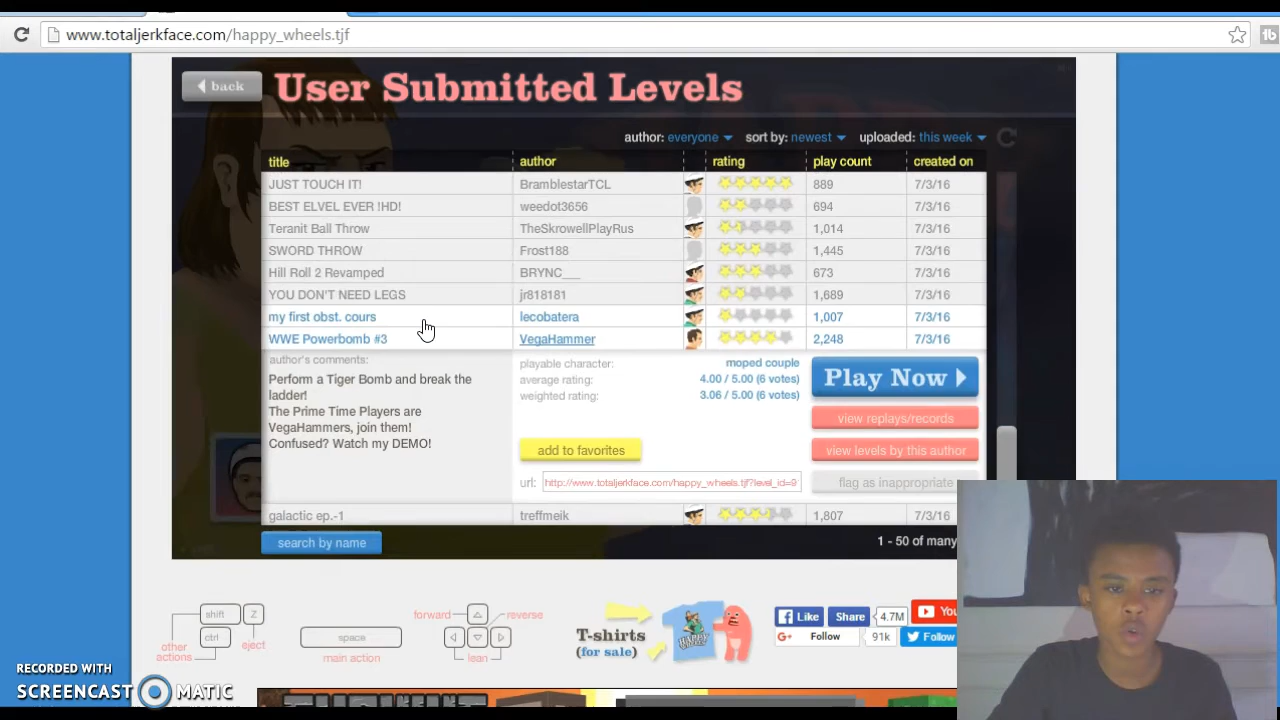 www.totaljerkface.com/happy_wheels.tjf
back
User Submitted Levels
author: everyone sort by: newest uploaded: this week
title author rating play count created on
JUST TOUCH IT! BramblestarTCL 889 7/3/16
BEST ELVEL EVER !HD! weedot3656 694 7/3/16
Teranit Ball Throw TheSkrowellPlayRus 1,014 7/3/16
SWORD THROW Frost188 1,445 7/3/16
Hill Roll 2 Revamped BRYNC___ 673 7/3/16
YOU DON'T NEED LEGS jr818181 1,689 7/3/16
my first obst. cours lecobatera 1,007 7/3/16
WWE Powerbomb #3 VegaHammer 2,248 7/3/16
author's comments:
Perform a Tiger Bomb and break the
ladder!
The Prime Time Players are
VegaHammers, join them!
Confused? Watch my DEMO!
playable character: moped couple
average rating: 4.00 / 5.00 (6 votes)
weighted rating: 3.06 / 5.00 (6 votes)
add to favorites
url: http://www.totaljerkface.com/happy_wheels.tjf?level_id=9
Play Now
view replays/records
view levels by this author
flag as inappropriate
galactic ep.-1 treffmeik 1,807 7/3/16
search by name
1 - 50 of many
shift Z
ctrl
other
actions
eject
space
main action
forward reverse
lean
T-shirts
(for sale)
Like Share 4.7M You
Follow 91k Follow
RECORDED WITH
SCREENCAST MATIC